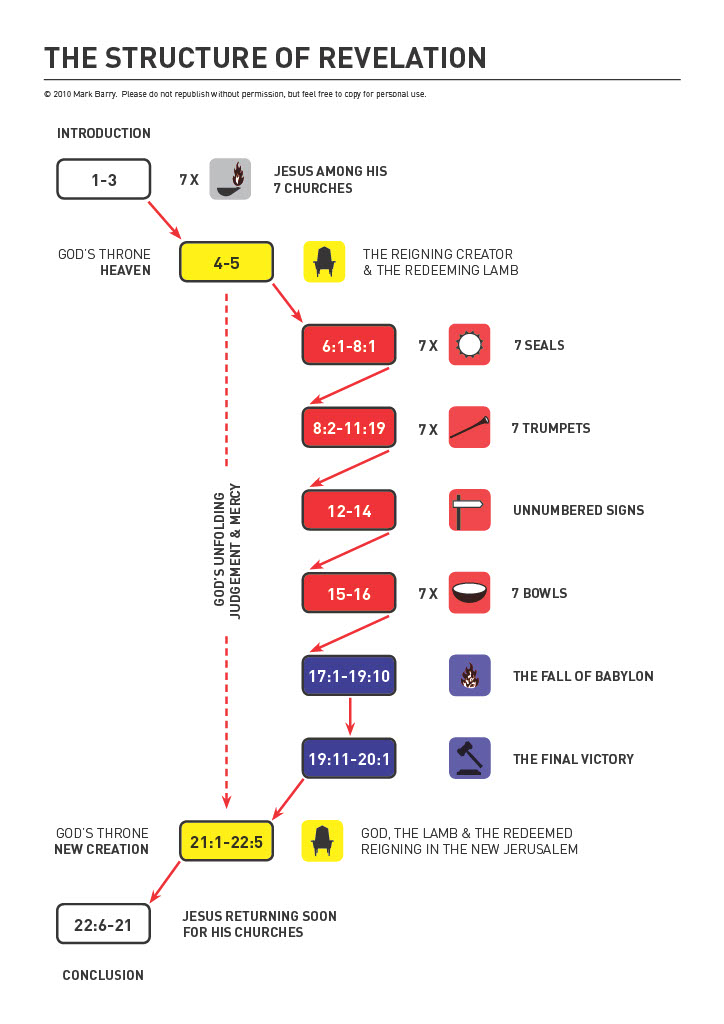 THE STRUCTURE OF REVELATION
© 2010 Mark Barry. Please do not republish without permission, but feel free to copy for personal use.
INTRODUCTION
1-3
7 X
JESUS AMONG HIS
7 CHURCHES
GOD'S THRONE
HEAVEN
4-5
THE REIGNING CREATOR
& THE REDEEMING LAMB
6:1-8:1
7 X
7 SEALS
8:2-11:19
7 X
7 TRUMPETS
GOD'S UNFOLDING
JUDGEMENT & MERCY
12-14
UNNUMBERED SIGNS
15-16
7 X
7 BOWLS
17:1-19:10
THE FALL OF BABYLON
19:11-20:1
THE FINAL VICTORY
GOD'S THRONE
NEW CREATION
21:1-22:5
GOD, THE LAMB & THE REDEEMED
REIGNING IN THE NEW JERUSALEM
22:6-21
JESUS RETURNING SOON
FOR HIS CHURCHES
CONCLUSION